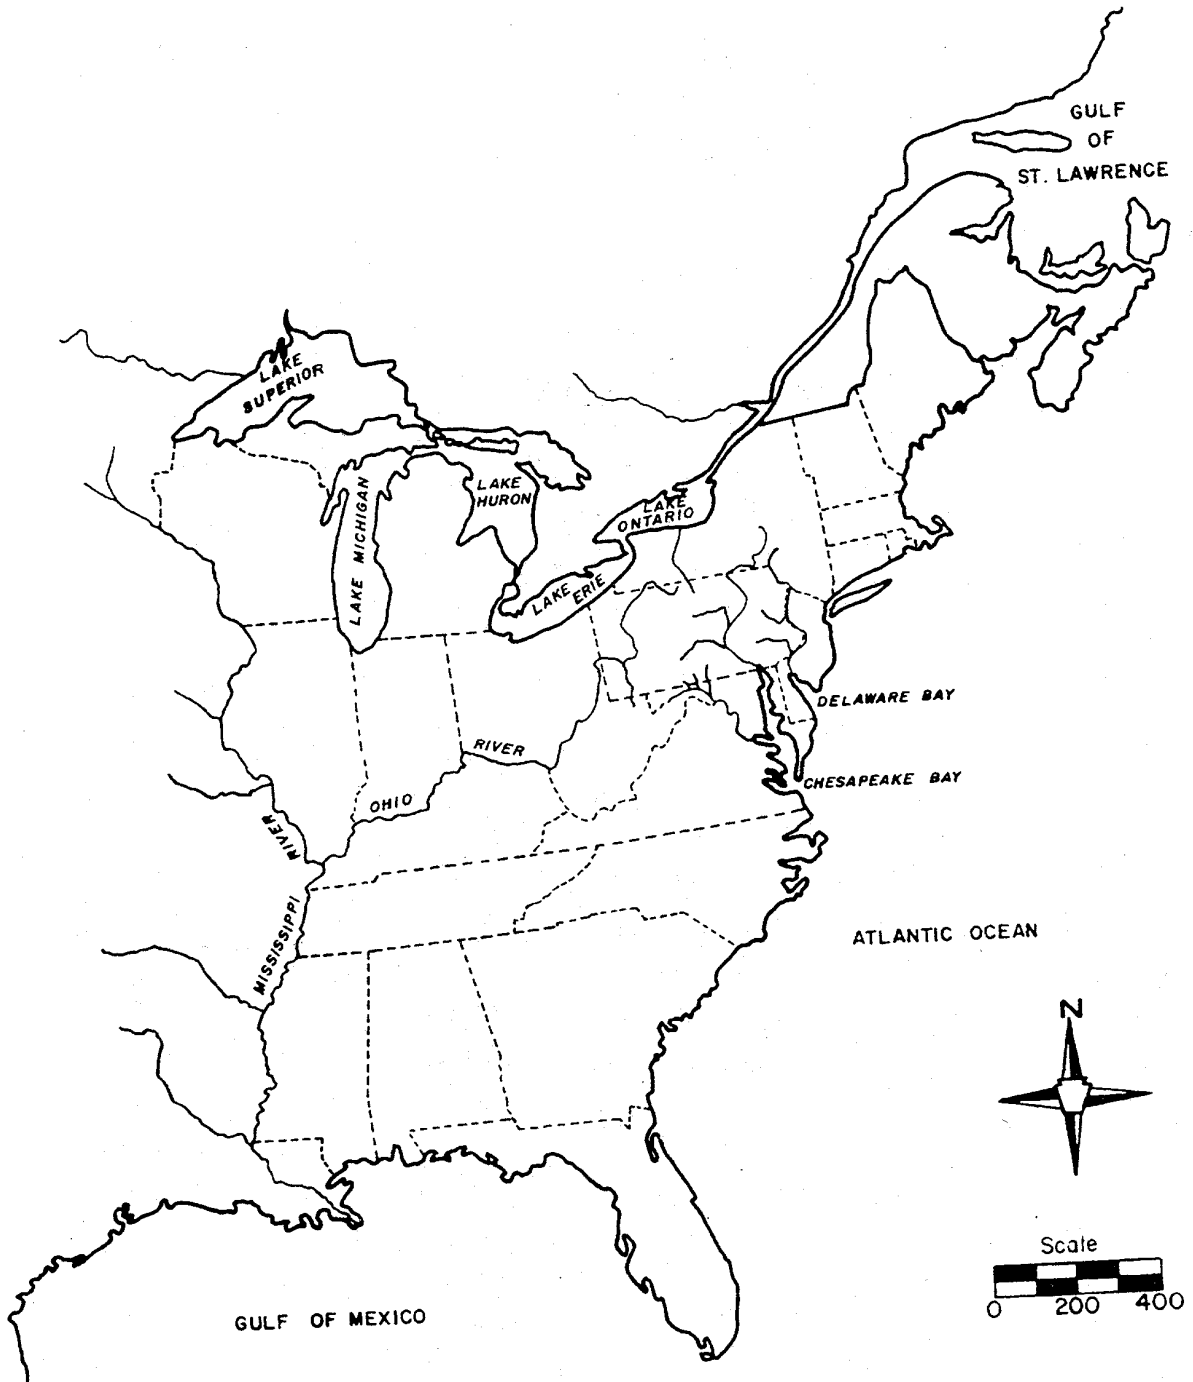 GULF
OF
ST. LAWRENCE
LAKE
SUPERIOR
LAKE
HURON
LAKE MICHIGAN
LAKE
ONTARIO
LAKE
ERIE
DELAWARE BAY
RIVER
CHESAPEAKE BAY
OHIO
RIVER
MISSISSIPPI
ATLANTIC OCEAN
N
Scale
0 200 400
GULF OF MEXICO